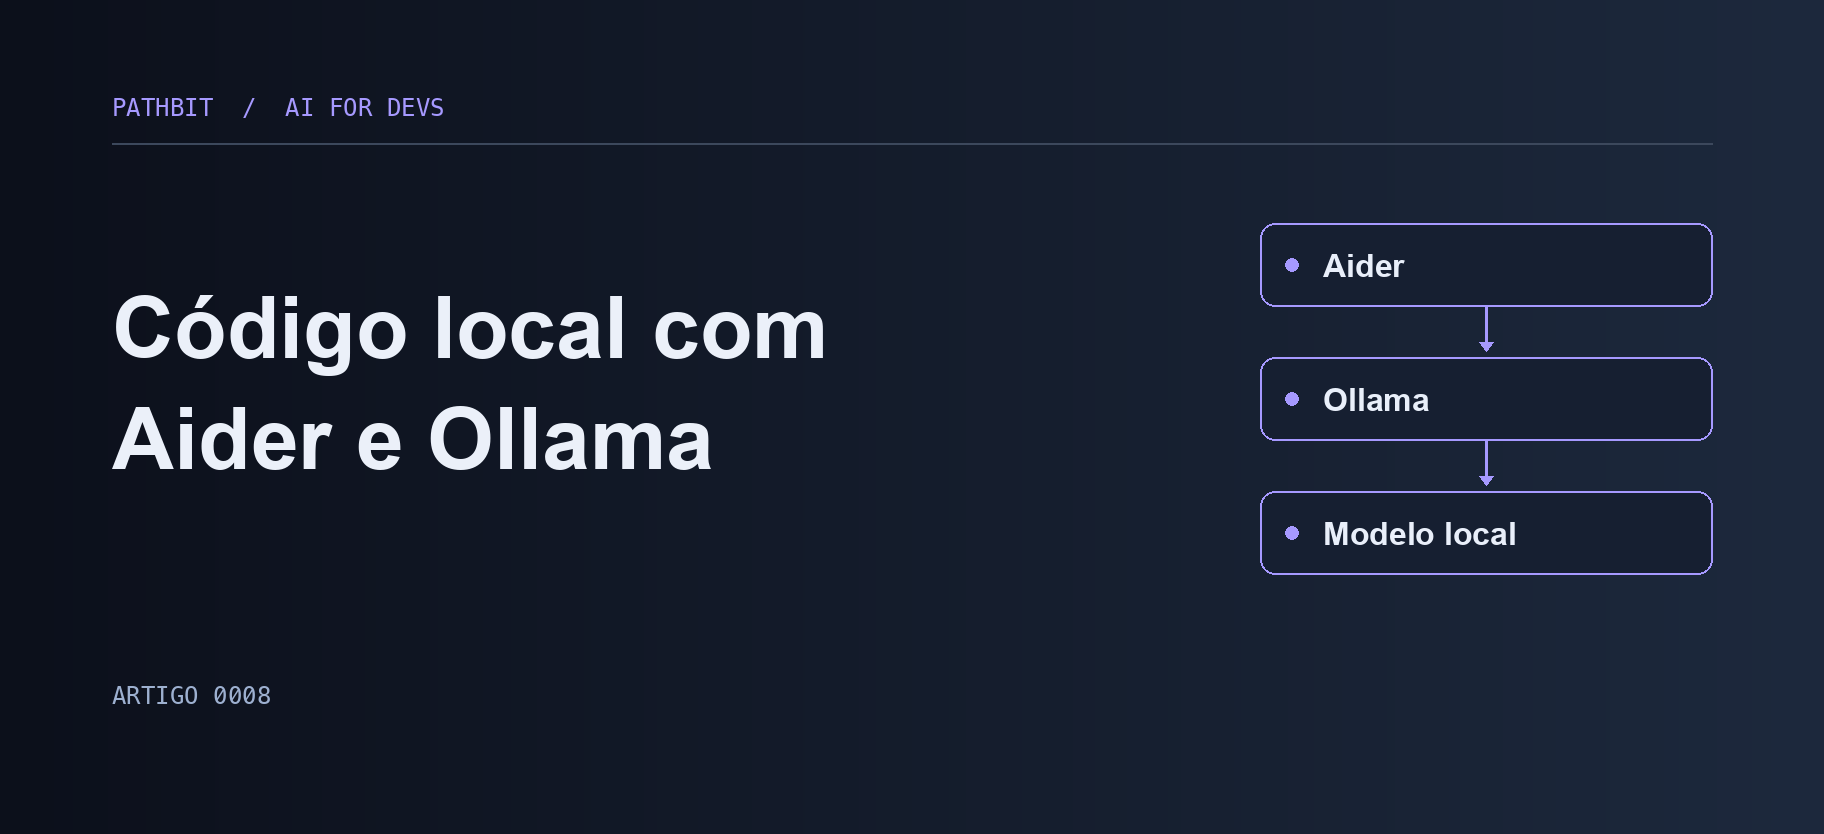 PATHBIT / AI FOR DEVS
Código local com
Aider e Ollama
Aider
Ollama
Modelo local
ARTIGO 0008